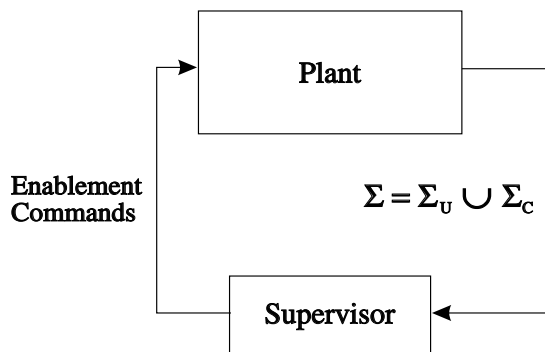 Plant
Enablement
Commands
Σ = Σ_U ∪ Σ_C
Supervisor